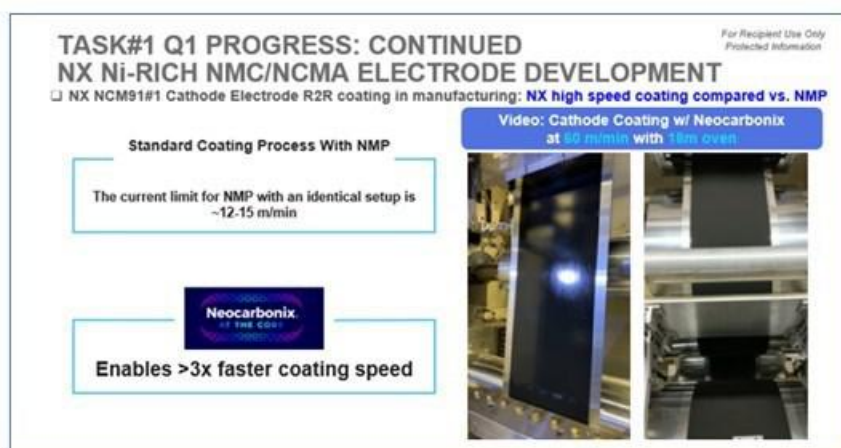 For Recipient Use Only
Protected Information
TASK#1 Q1 PROGRESS: CONTINUED
NX Ni-RICH NMC/NCMA ELECTRODE DEVELOPMENT
❑ NX NCM91#1 Cathode Electrode R2R coating in manufacturing: NX high speed coating compared vs. NMP
Standard Coating Process With NMP
The current limit for NMP with an identical setup is
~12-15 m/min
Video: Cathode Coating w/ Neocarbonix
at 60 m/min with 18m oven
Neocarbonix
AT THE CORE
Enables >3x faster coating speed